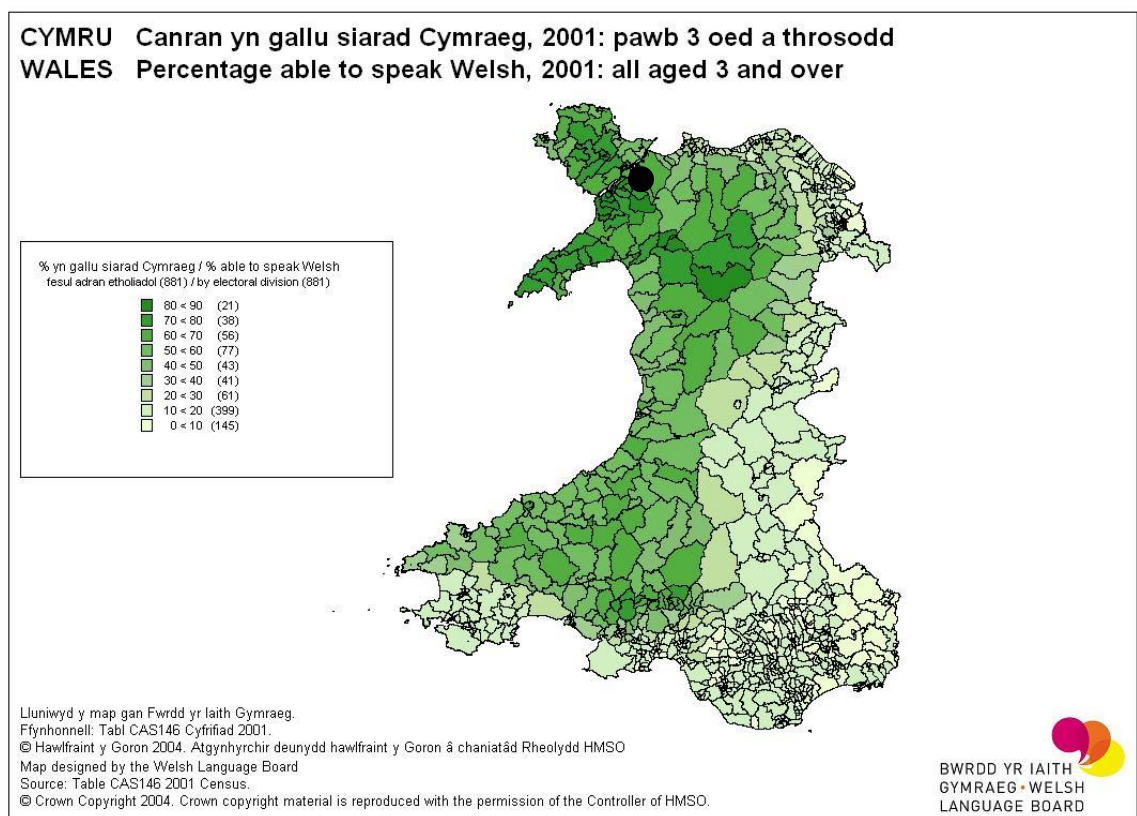 CYMRU Canran yn gallu siarad Cymraeg, 2001: pawb 3 oed a throsodd
WALES Percentage able to speak Welsh, 2001: all aged 3 and over
% yn gallu siarad Cymraeg / % able to speak Welsh
fesul adran etholiadol (881) / by electoral division (881)
80 < 90 (21)
70 < 80 (38)
60 < 70 (56)
50 < 60 (77)
40 < 50 (43)
30 < 40 (41)
20 < 30 (61)
10 < 20 (399)
0 < 10 (145)
Lluniwyd y map gan Fwrdd yr Iaith Gymraeg.
Ffynhonnell: Tabl CAS146 Cyfrifiad 2001.
© Hawlfraint y Goron 2004. Atgynhyrchir deunydd hawlfraint y Goron â chaniatâd Rheolydd HMSO
Map designed by the Welsh Language Board
Source: Table CAS146 2001 Census.
© Crown Copyright 2004. Crown copyright material is reproduced with the permission of the Controller of HMSO.
BWRDD YR IAITH
GYMRAEG • WELSH
LANGUAGE BOARD